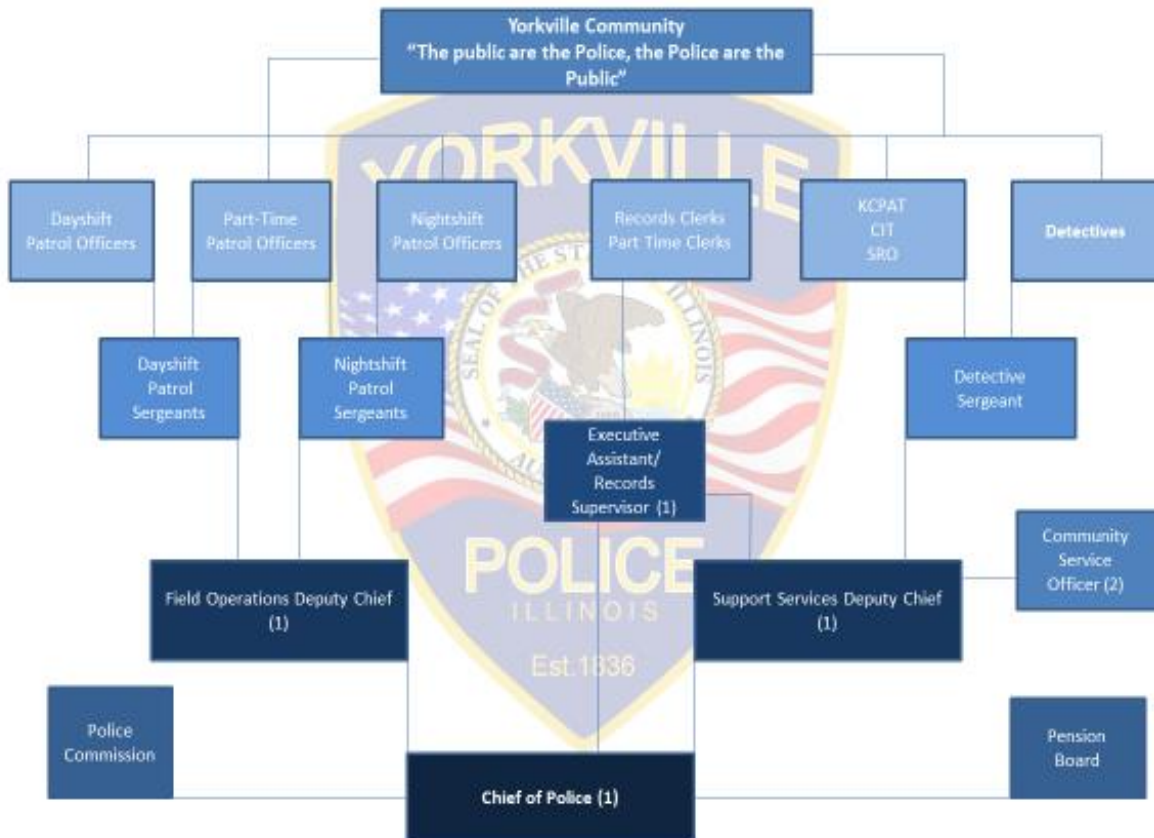 Yorkville Community
“The public are the Police, the Police are the
Public”
YORKVILLE
Dayshift
Patrol Officers
Part-Time
Patrol Officers
Nightshift
Patrol Officers
Records Clerks
Part Time Clerks
KCPAT
CIT
SRO
Detectives
SEAL OF THE STATE OF ILLINOIS
Dayshift
Patrol
Sergeants
Nightshift
Patrol
Sergeants
Detective
Sergeant
Executive
Assistant/
Records
Supervisor (1)
POLICE
ILLINOIS
Est.1836
Community
Service
Officer (2)
Field Operations Deputy Chief
(1)
Support Services Deputy Chief
(1)
Police
Commission
Pension
Board
Chief of Police (1)